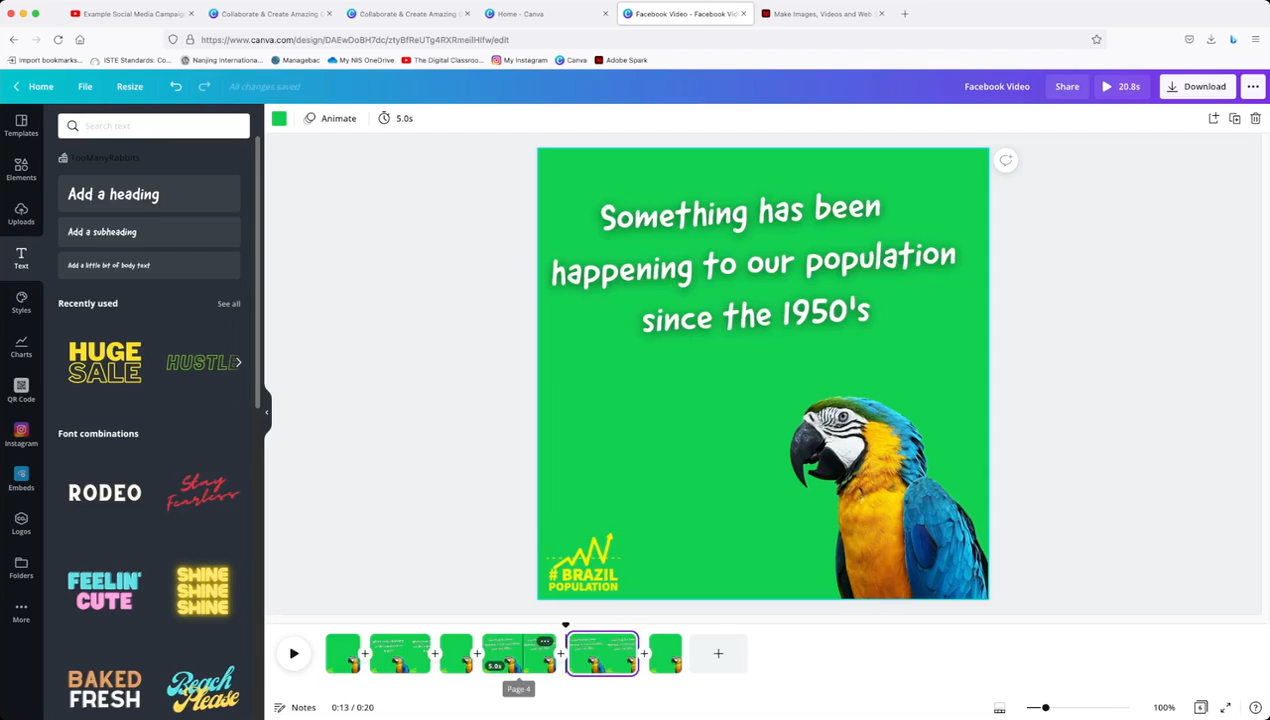 Example Social Media Campaig
Collaborate & Create Amazing
Collaborate & Create Amazing
Home - Canva
Facebook Video - Facebook Vid
Make Images, Videos and Web S
https://www.canva.com/design/DAEwDoBH7dc/ztyBfReUTg4RXRmeilHlfw/edit
Import bookmarks...
ISTE Standards: Co...
Nanjing International...
Managebac
My NIS OneDrive
The Digital Classroo...
My Instagram
Canva
Adobe Spark
Home
File
Resize
All changes saved
Facebook Video
Share
20.8s
Download
Templates
Elements
Uploads
Text
Styles
Charts
QR Code
Instagram
Embeds
Logos
Folders
More
Search text
TooManyRabbits
Add a heading
Add a subheading
Add a little bit of body text
Recently used
See all
HUGE
SALE
HUSTLE
Font combinations
RODEO
Stay
Fearless
FEELIN'
CUTE
SHINE
SHINE
SHINE
BAKED
FRESH
Beach
Please
Animate
5.0s
Something has been
happening to our population
since the 1950's
# BRAZIL
POPULATION
5.0s
Page 4
Notes
0:13 / 0:20
100%
6